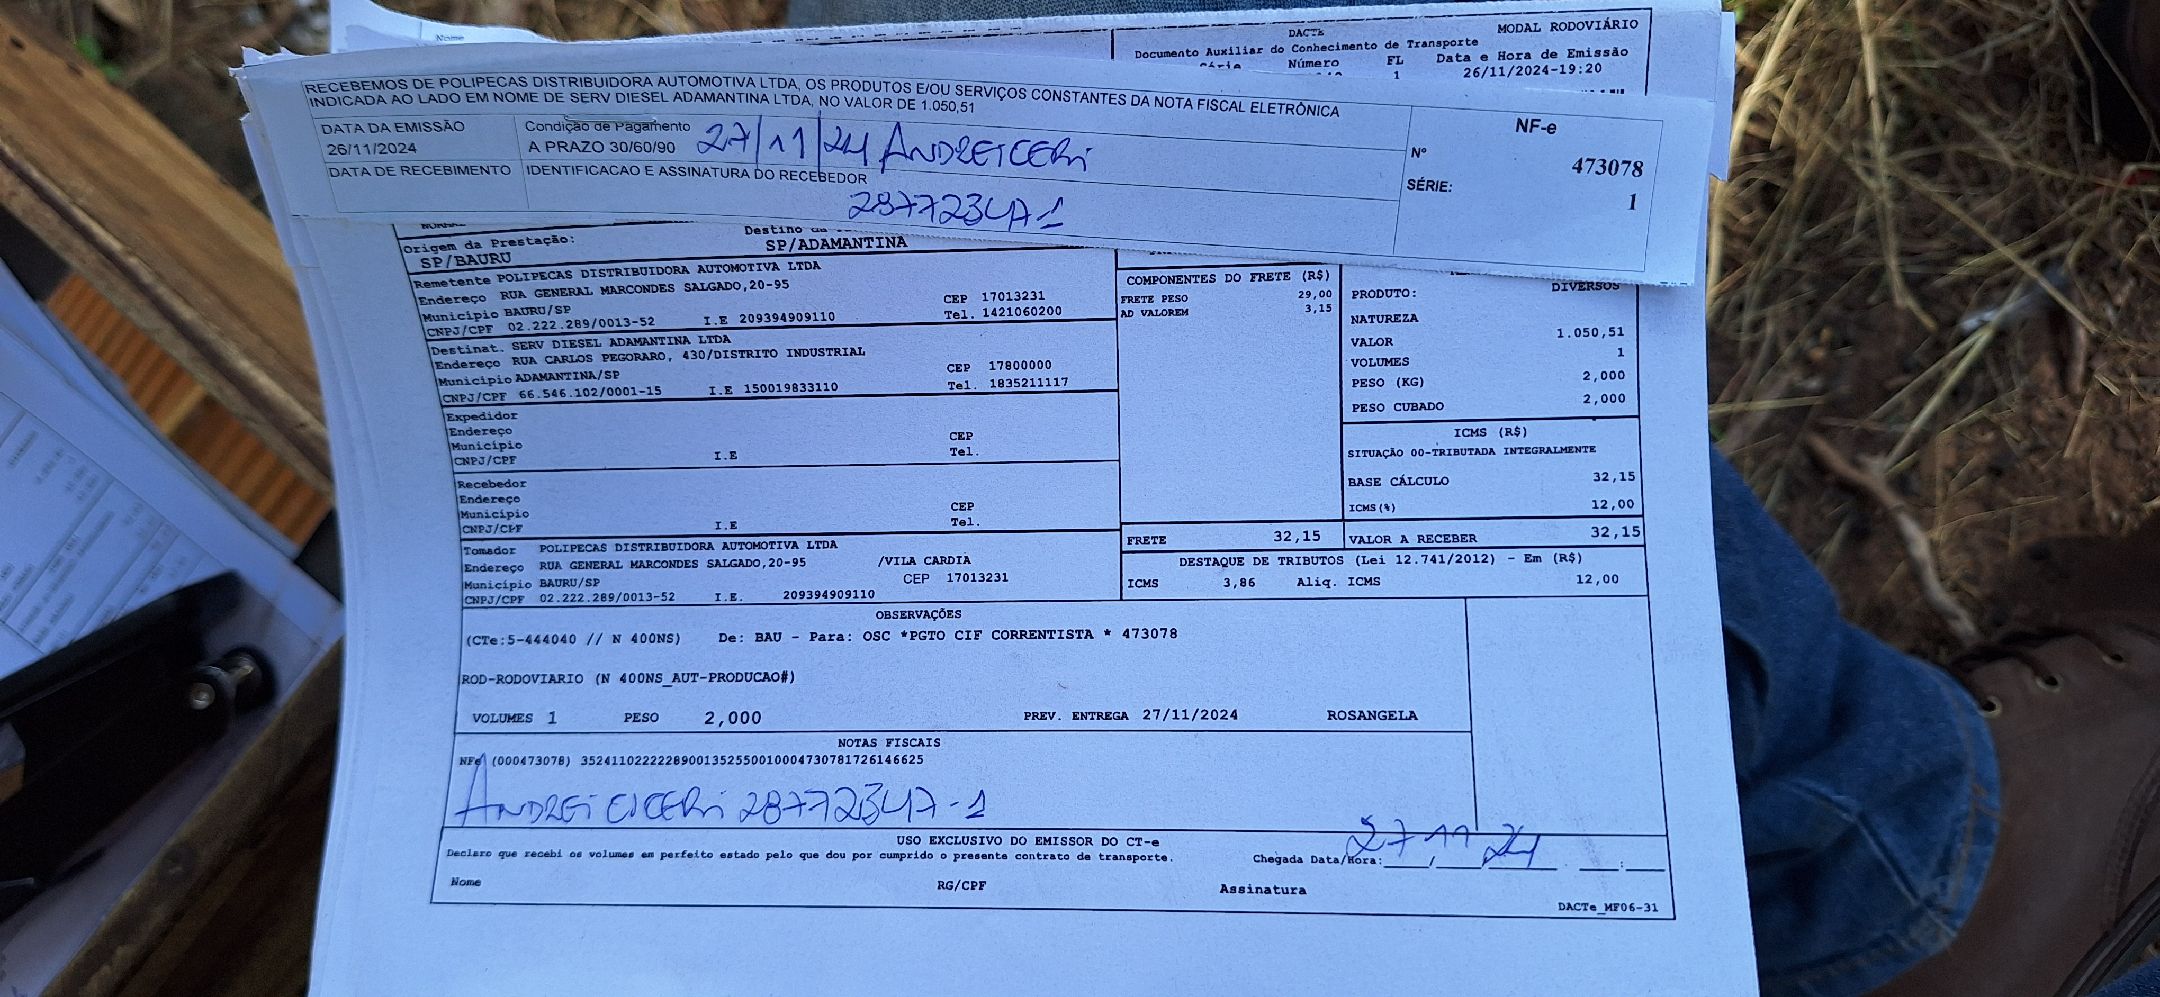 Nome
DACTE
MODAL RODOVIÁRIO
Documento Auxiliar do Conhecimento de Transporte
Série Número FL Data e Hora de Emissão
1 26/11/2024-19:20
RECEBEMOS DE POLIPECAS DISTRIBUIDORA AUTOMOTIVA LTDA, OS PRODUTOS E/OU SERVIÇOS CONSTANTES DA NOTA FISCAL ELETRÔNICA
INDICADA AO LADO EM NOME DE SERV DIESEL ADAMANTINA LTDA, NO VALOR DE 1.050,51
DATA DA EMISSÃO
26/11/2024
Condição de Pagamento
A PRAZO 30/60/90
27/11/24 ANDREI CERI
DATA DE RECEBIMENTO
IDENTIFICACAO E ASSINATURA DO RECEBEDOR
28772347 1
NF-e
Nº 473078
SÉRIE: 1
Origem da Prestação:
SP/BAURU
Destino da
SP/ADAMANTINA
Remetente POLIPECAS DISTRIBUIDORA AUTOMOTIVA LTDA
Endereço RUA GENERAL MARCONDES SALGADO,20-95
Município BAURU/SP CEP 17013231
CNPJ/CPF 02.222.289/0013-52 I.E 209394909110 Tel. 1421060200
Destinat. SERV DIESEL ADAMANTINA LTDA
Endereço RUA CARLOS PEGORARO, 430/DISTRITO INDUSTRIAL
Município ADAMANTINA/SP CEP 17800000
CNPJ/CPF 66.546.102/0001-15 I.E 150019833110 Tel. 1835211117
Expedidor
Endereço
Município CEP
CNPJ/CPF I.E Tel.
Recebedor
Endereço
Município CEP
CNPJ/CPF I.E Tel.
Tomador POLIPECAS DISTRIBUIDORA AUTOMOTIVA LTDA
Endereço RUA GENERAL MARCONDES SALGADO,20-95 /VILA CARDIA
Município BAURU/SP CEP 17013231
CNPJ/CPF 02.222.289/0013-52 I.E. 209394909110
COMPONENTES DO FRETE (R$)
FRETE PESO 29,00
AD VALOREM 3,15
FRETE 32,15
PRODUTO: DIVERSOS
NATUREZA
VALOR 1.050,51
VOLUMES 1
PESO (KG) 2,000
PESO CUBADO 2,000
ICMS (R$)
SITUAÇÃO 00-TRIBUTADA INTEGRALMENTE
BASE CÁLCULO 32,15
ICMS(%) 12,00
VALOR A RECEBER 32,15
DESTAQUE DE TRIBUTOS (Lei 12.741/2012) - Em (R$)
ICMS 3,86 Aliq. ICMS 12,00
OBSERVAÇÕES
(CTe:5-444040 // N 400NS) De: BAU - Para: OSC *PGTO CIF CORRENTISTA * 473078
ROD-RODOVIARIO (N 400NS_AUT-PRODUCAO#)
VOLUMES 1 PESO 2,000 PREV. ENTREGA 27/11/2024 ROSANGELA
NOTAS FISCAIS
NFe (000473078) 35241102222289001352550010004730781726146625
ANDREI CICERI 28772347-1
USO EXCLUSIVO DO EMISSOR DO CT-e
Declaro que recebi os volumes em perfeito estado pelo que dou por cumprido o presente contrato de transporte.
Chegada Data/Hora: 27/11/24 __:__
Nome RG/CPF Assinatura
DACTe_MF06-31